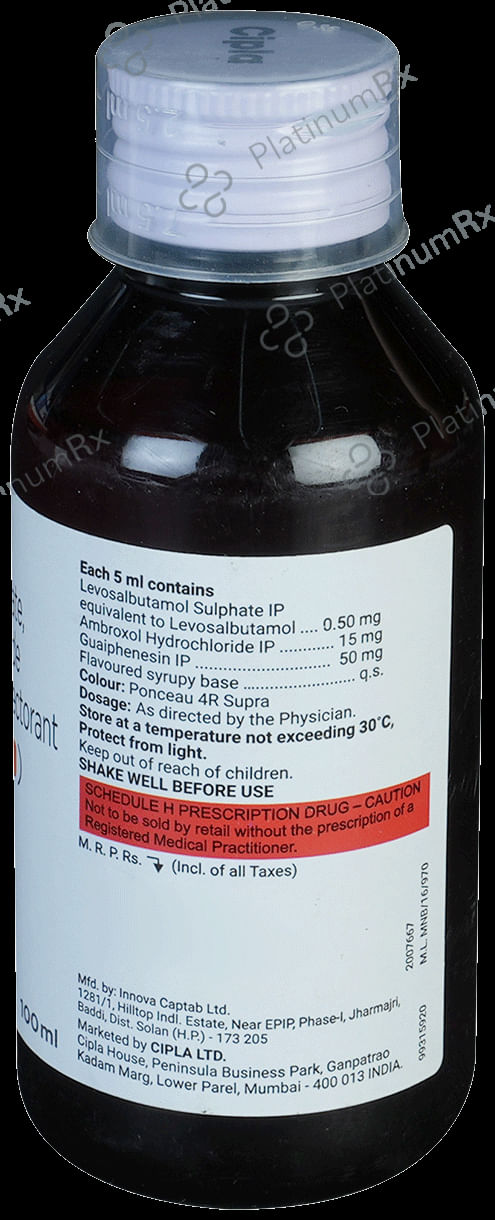 Cipla
7.5 ml
PlatinumRx
PlatinumRx
PlatinumRx
PlatinumRx
Each 5 ml contains
Levosalbutamol Sulphate IP
equivalent to Levosalbutamol .... 0.50 mg
Ambroxol Hydrochloride IP ............ 15 mg
Guaiphenesin IP .............................. 50 mg
Flavoured syrupy base ........................ q.s.
Colour: Ponceau 4R Supra
Dosage: As directed by the Physician.
Store at a temperature not exceeding 30°C,
Protect from light.
Keep out of reach of children.
SHAKE WELL BEFORE USE
SCHEDULE H PRESCRIPTION DRUG – CAUTION
Not to be sold by retail without the prescription of a
Registered Medical Practitioner.
M. R. P. Rs. (Incl. of all Taxes)
Mfd. by: Innova Captab Ltd.
1281/1, Hilltop Indl. Estate, Near EPIP, Phase-I, Jharmajri,
Baddi, Dist. Solan (H.P.) - 173 205
Marketed by CIPLA LTD.
Cipla House, Peninsula Business Park, Ganpatrao
Kadam Marg, Lower Parel, Mumbai - 400 013 INDIA.
2007667
M.L. MNB/16/970
99315920
100ml